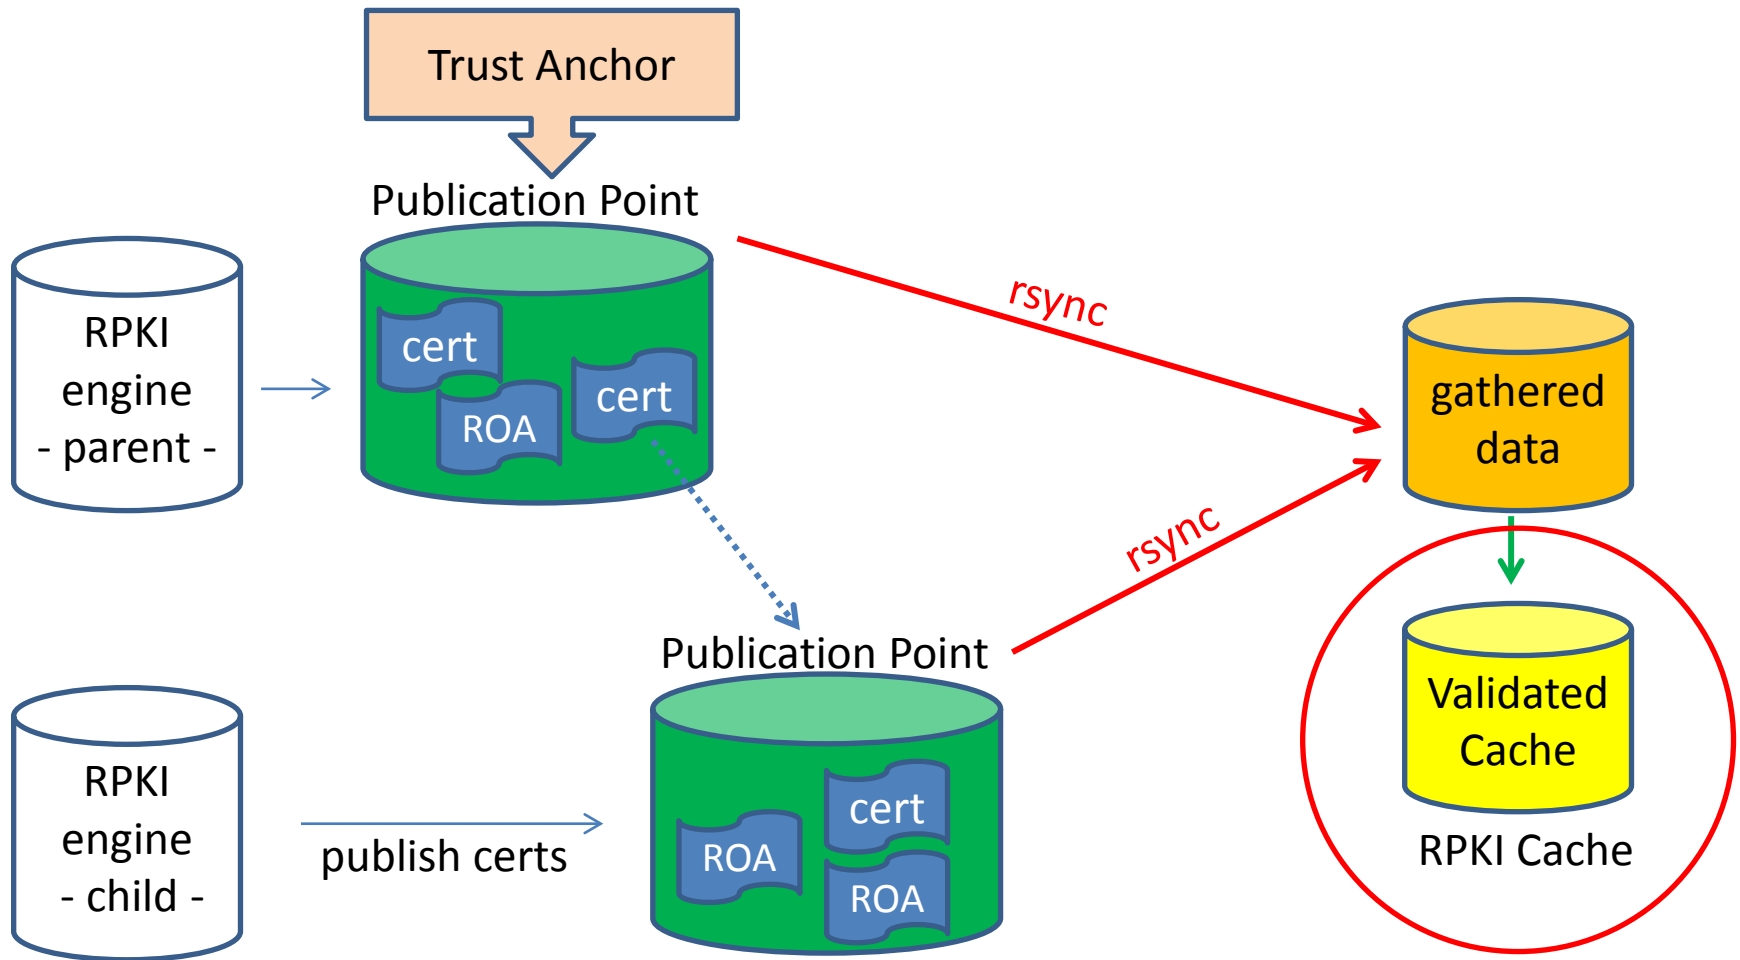 Trust Anchor
Publication Point
RPKI
engine
- parent -
cert
cert
ROA
rsync
gathered
data
rsync
Publication Point
RPKI
engine
- child -
publish certs
cert
ROA
ROA
Validated
Cache
RPKI Cache